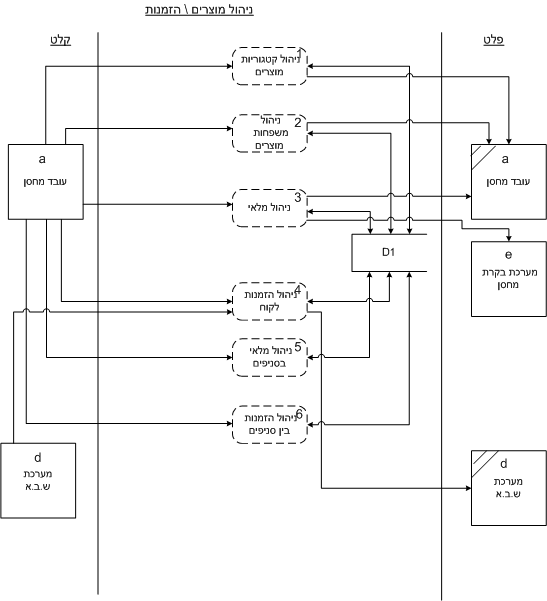 ניהול מוצרים \ הזמנות
קלט
פלט
1
ניהול קטגוריות
מוצרים
2
ניהול
משפחות
מוצרים
a
עובד מחסן
a
עובד מחסן
3
ניהול מלאי
D1
e
מערכת בקרת
מחסן
4
ניהול הזמנות
לקוח
5
ניהול מלאי
בסניפים
6
ניהול הזמנות
בין סניפים
d
מערכת
ש.ב.א
d
מערכת
ש.ב.א